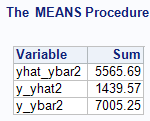 The MEANS Procedure
Variable Sum
yhat_ybar2 5565.69
y_yhat2 1439.57
y_ybar2 7005.25